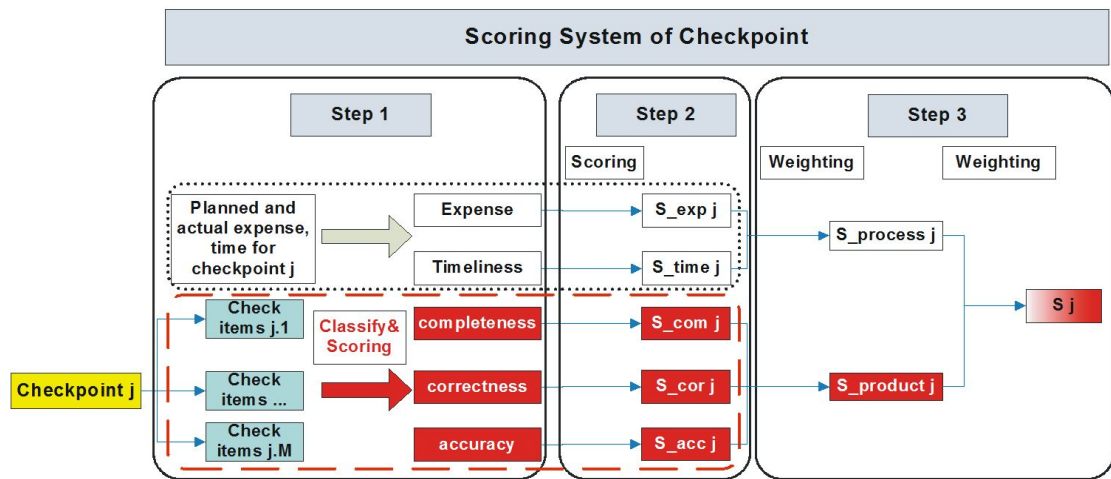 Scoring System of Checkpoint
Step 1
Step 2
Step 3
Scoring
Weighting
Weighting
Planned and
actual expense,
time for
checkpoint j
Expense
S_exp j
Timeliness
S_time j
S_process j
Check
items j.1
Classify&
Scoring
completeness
S_com j
S j
Checkpoint j
Check
items ...
correctness
S_cor j
S_product j
Check
items j.M
accuracy
S_acc j